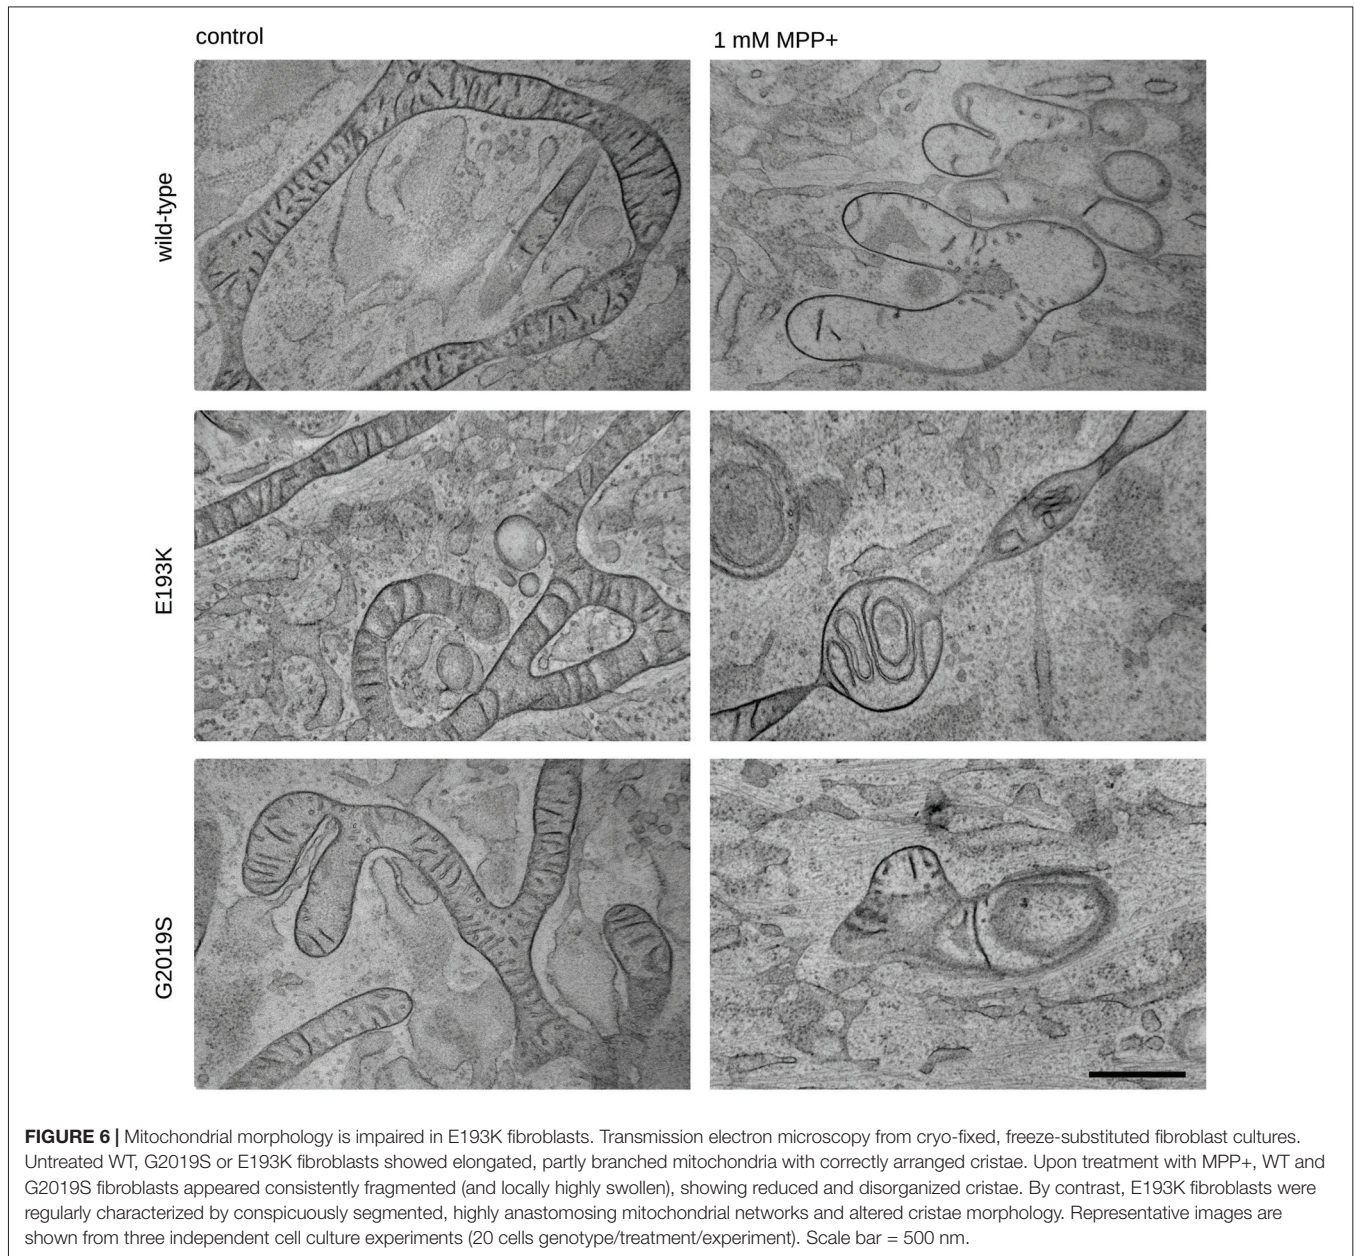 control
1 mM MPP+
wild-type
E193K
G2019S
FIGURE 6 | Mitochondrial morphology is impaired in E193K fibroblasts. Transmission electron microscopy from cryo-fixed, freeze-substituted fibroblast cultures.
Untreated WT, G2019S or E193K fibroblasts showed elongated, partly branched mitochondria with correctly arranged cristae. Upon treatment with MPP+, WT and
G2019S fibroblasts appeared consistently fragmented (and locally highly swollen), showing reduced and disorganized cristae. By contrast, E193K fibroblasts were
regularly characterized by conspicuously segmented, highly anastomosing mitochondrial networks and altered cristae morphology. Representative images are
shown from three independent cell culture experiments (20 cells genotype/treatment/experiment). Scale bar = 500 nm.